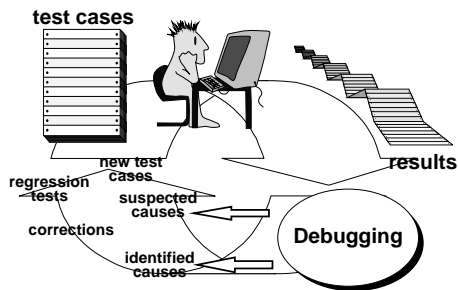 test cases
results
new test
cases
regression
tests
suspected
causes
corrections
Debugging
identified
causes